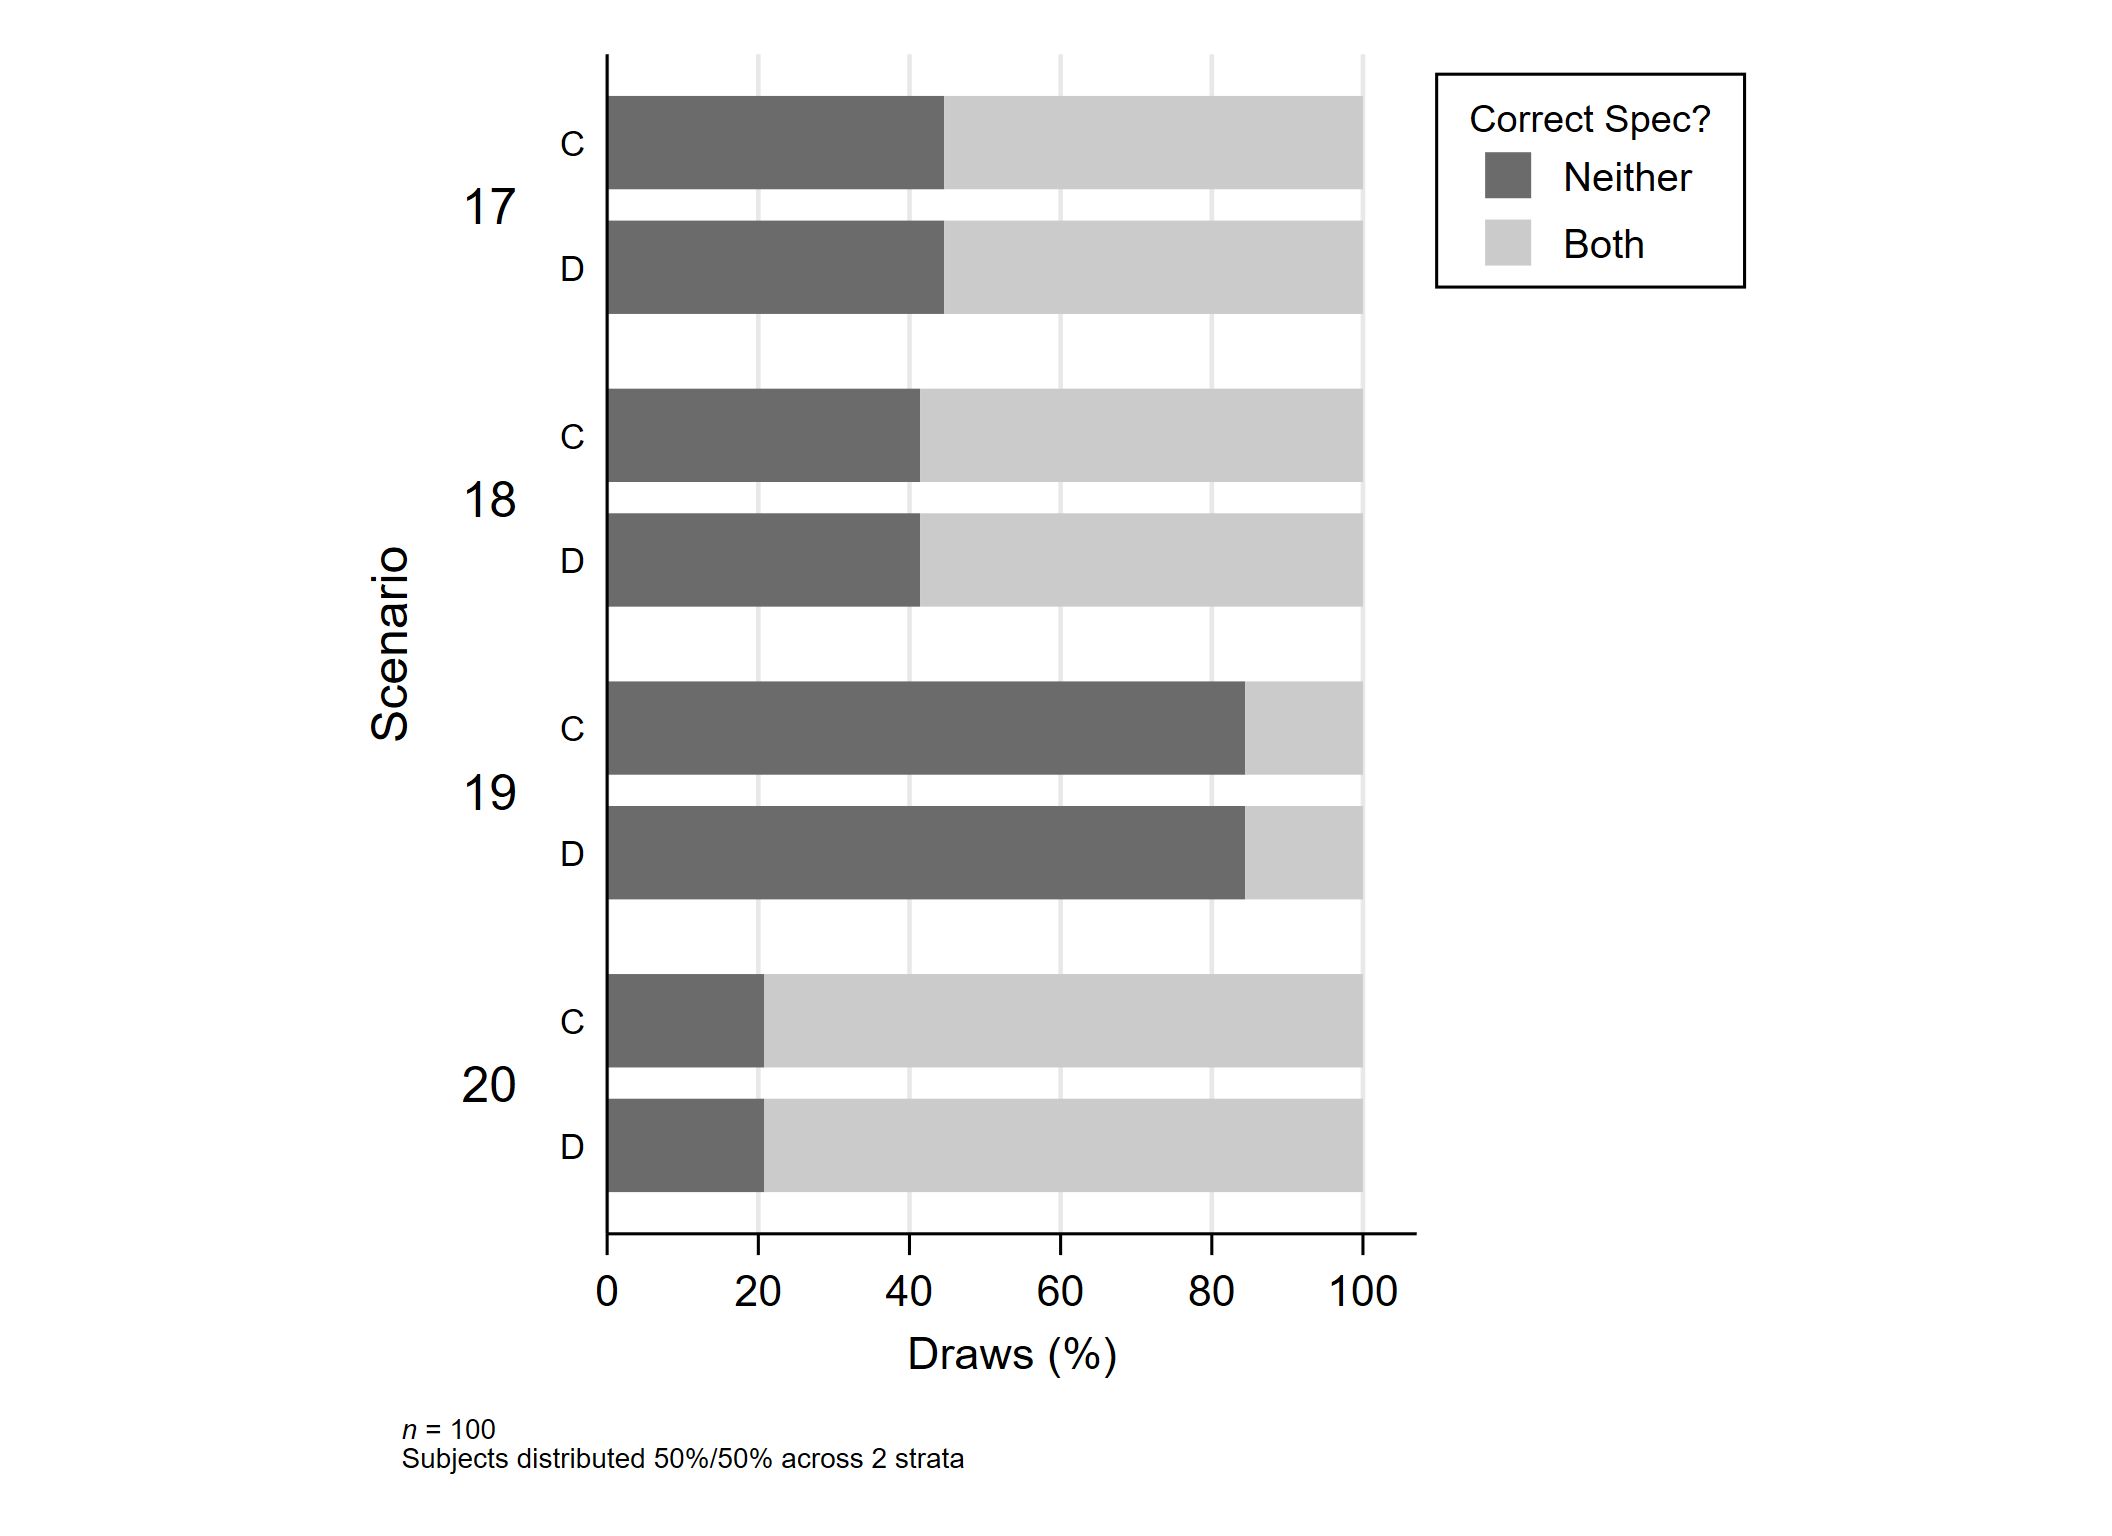 Correct Spec?
Neither
Both
Scenario
17
C
D
18
C
D
19
C
D
20
C
D
0 20 40 60 80 100
Draws (%)
n = 100
Subjects distributed 50%/50% across 2 strata